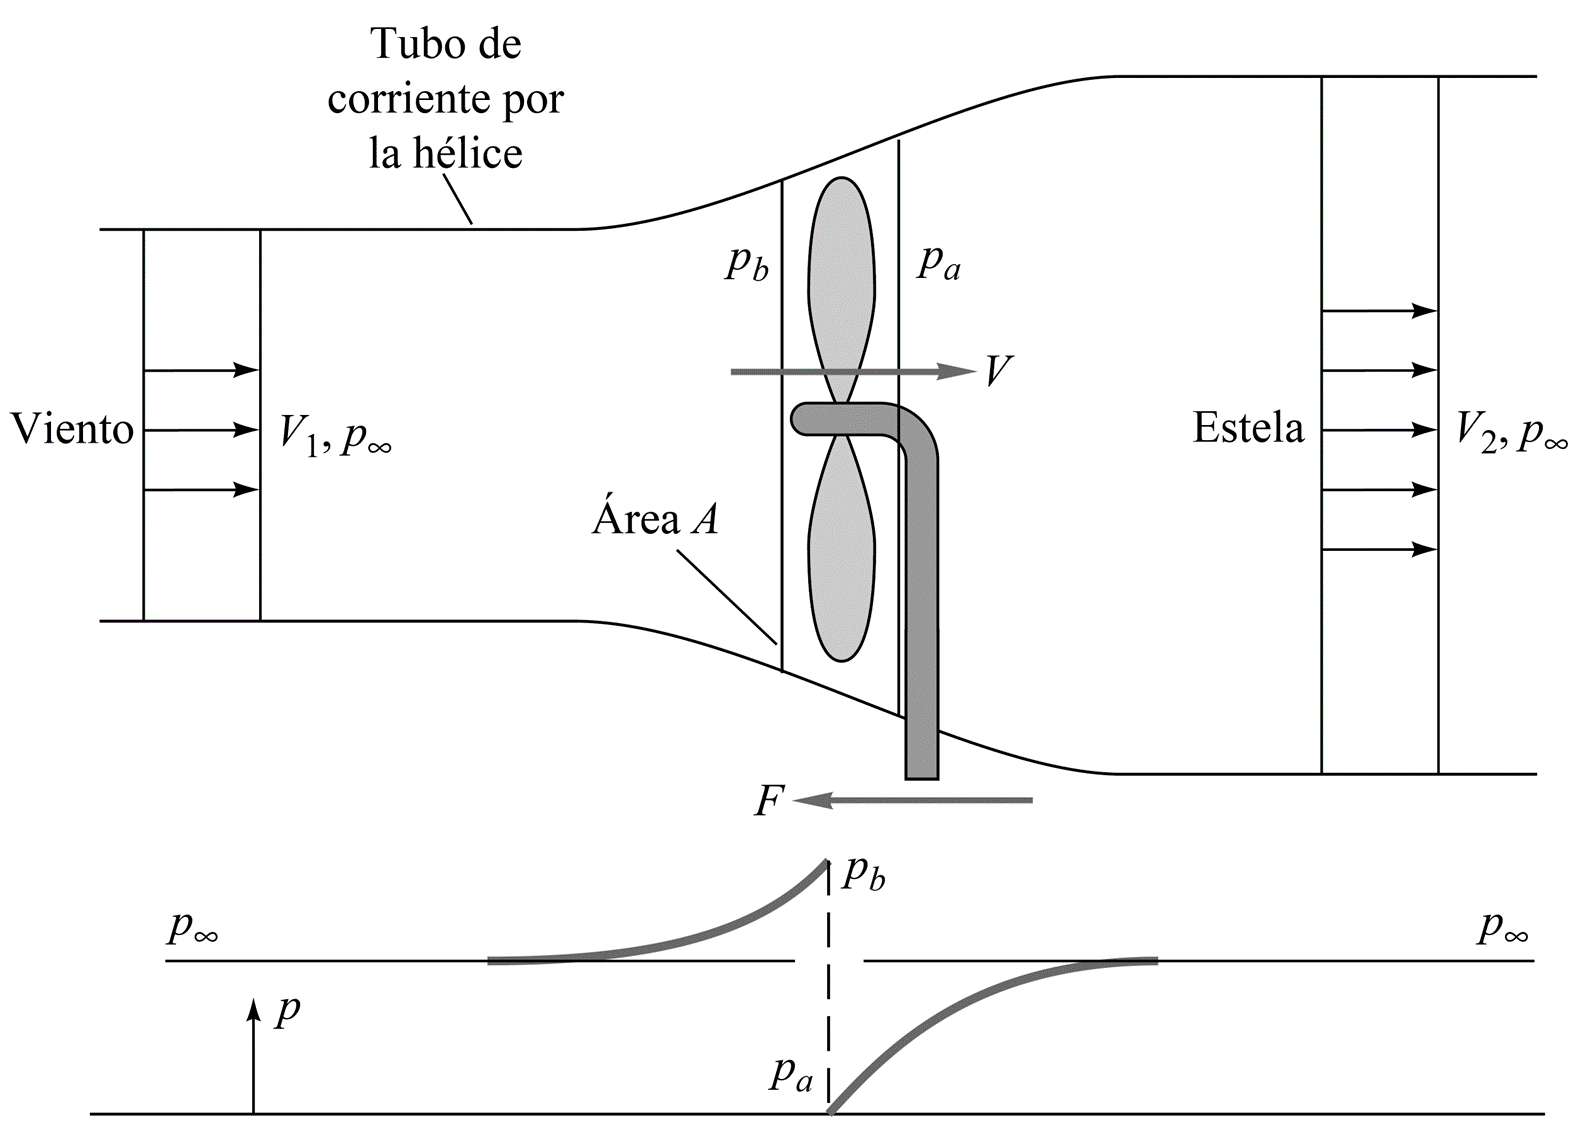 Tubo de
corriente por
la hélice
p_b
p_a
V
Viento
V_1, p_∞
Estela
V_2, p_∞
Área A
F
p_b
p_∞
p_∞
p
p_a